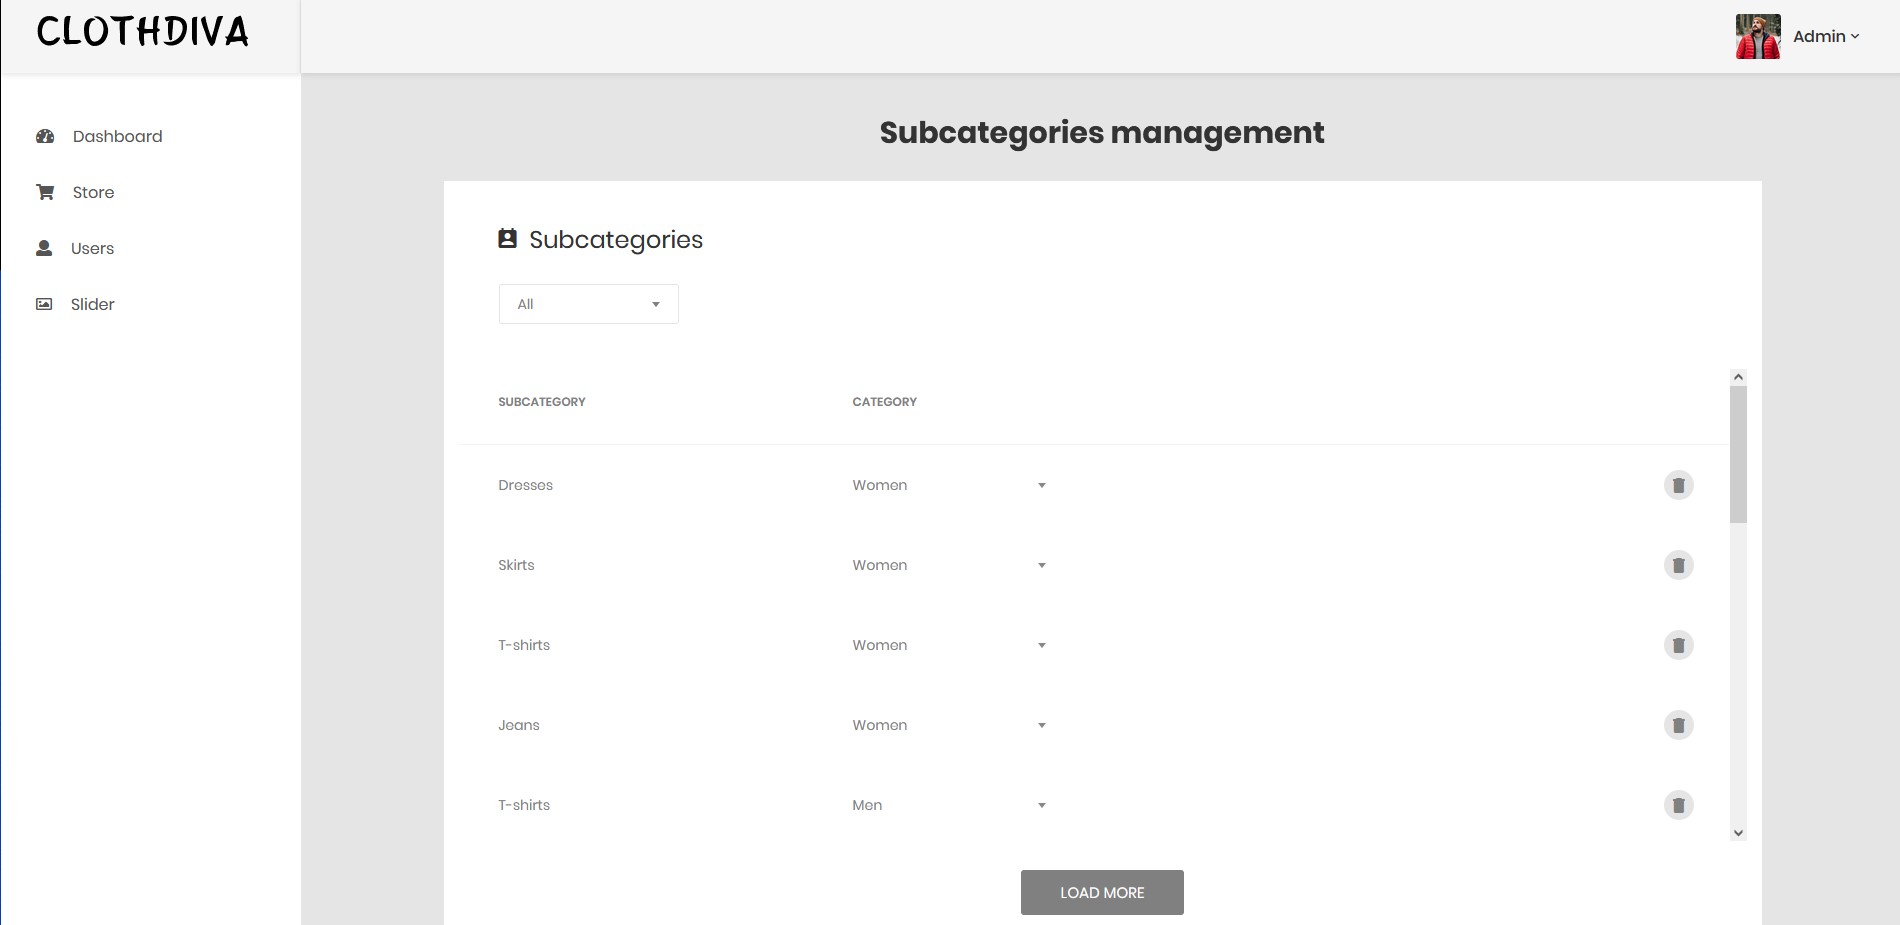 CLOTHDIVA
Admin
Dashboard
Store
Users
Slider
Subcategories management
Subcategories
All
SUBCATEGORY CATEGORY
Dresses Women
Skirts Women
T-shirts Women
Jeans Women
T-shirts Men
LOAD MORE